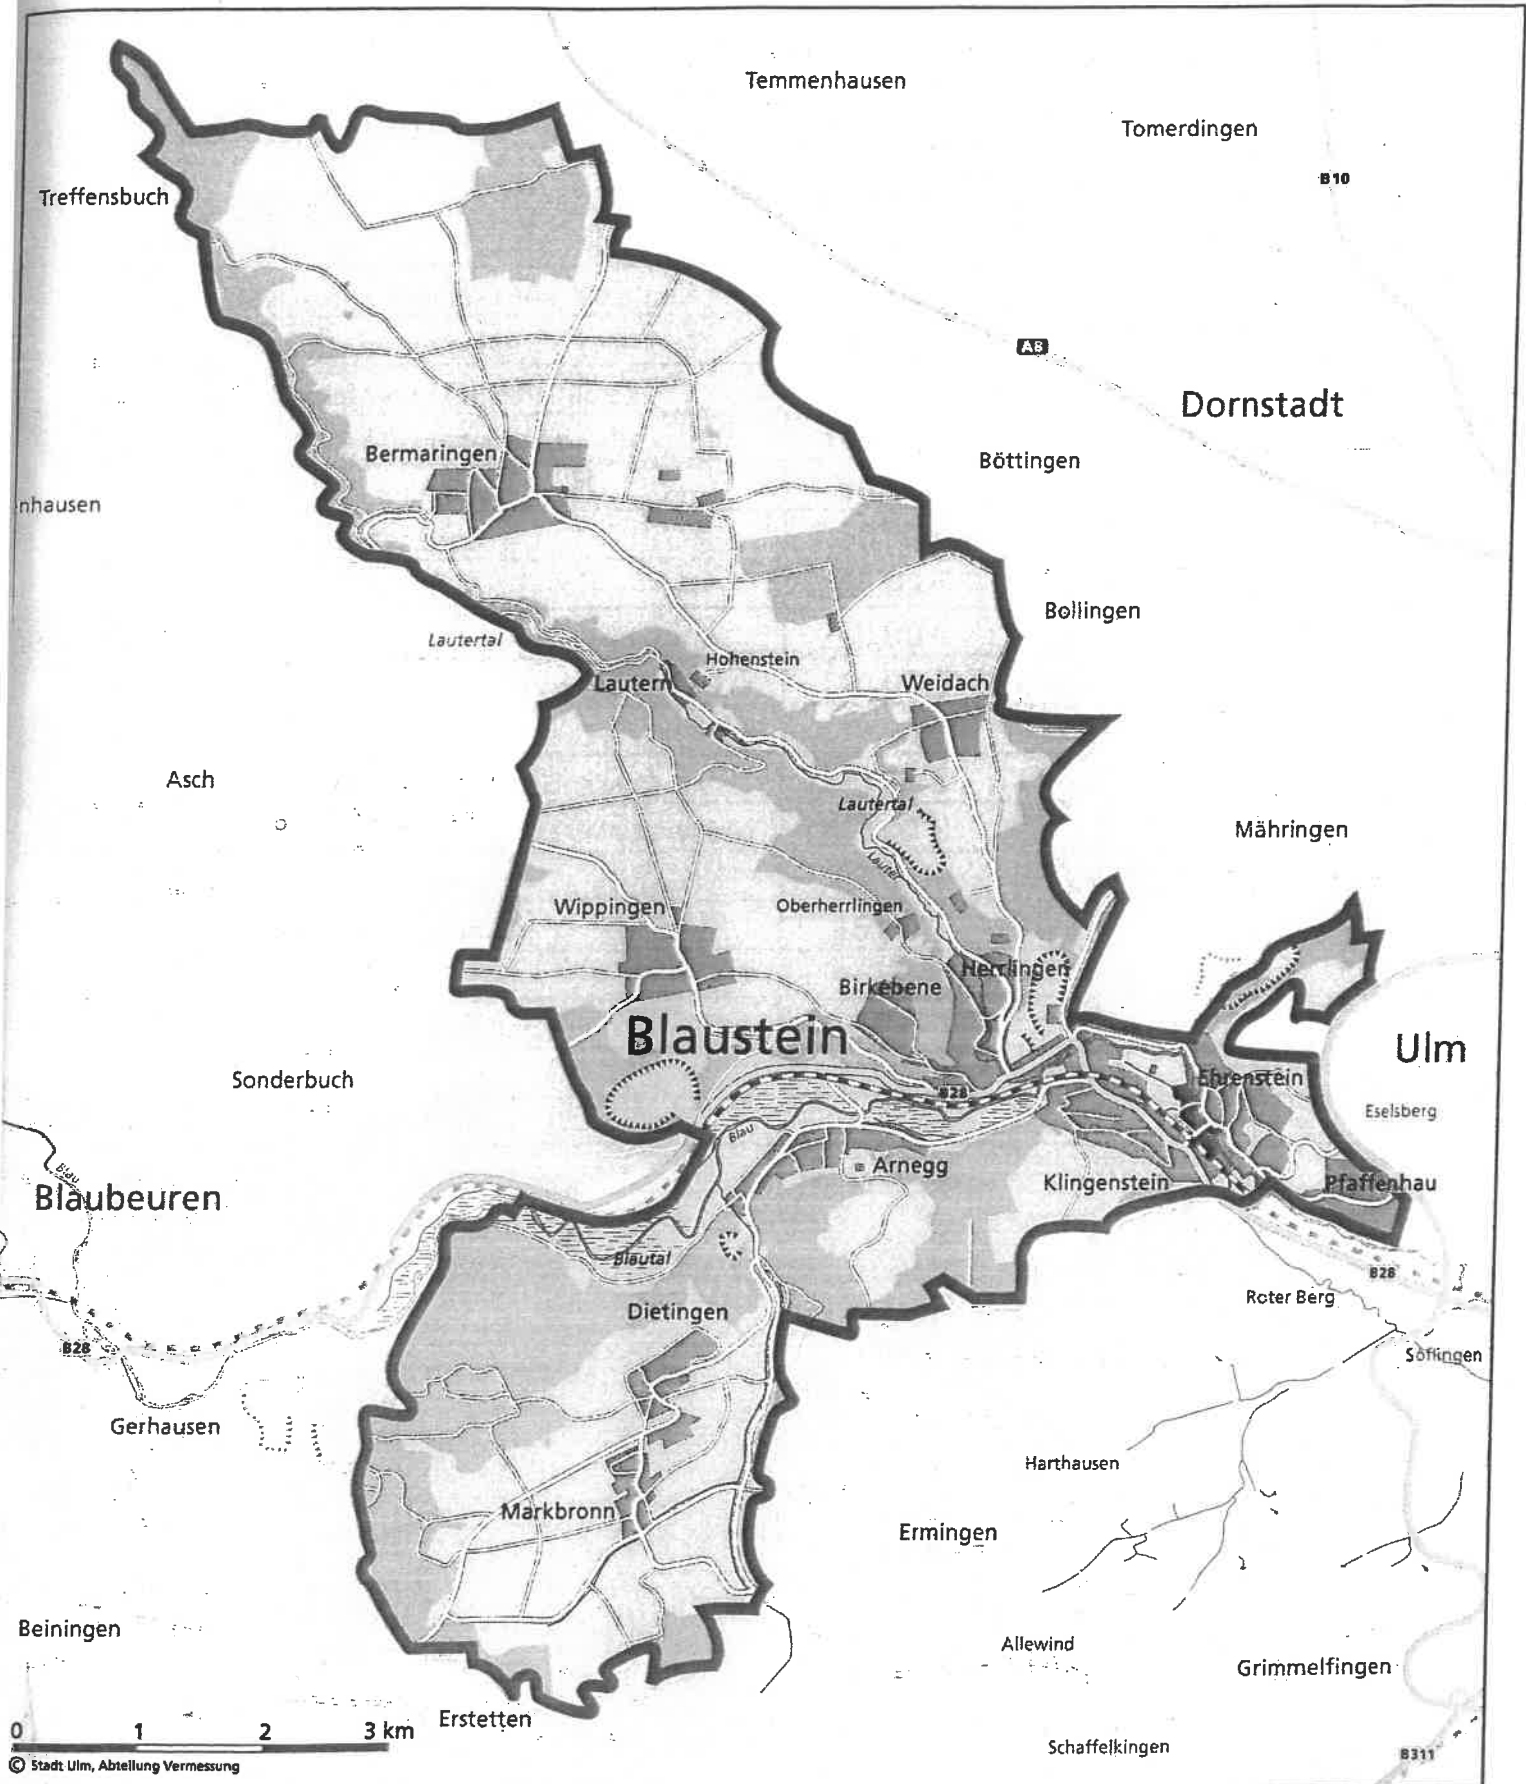 Temmenhausen
Tomerdingen
B10
Treffensbuch
A8
Dornstadt
Bermaringen
Böttingen
nhausen
Bollingen
Lautertal
Hohenstein
Lautern
Weidach
Asch
Lautertal
Mähringen
Lauter
Wippingen
Oberherrlingen
Herrlingen
Birkebene
Blaustein
Ulm
Sonderbuch
Ehrenstein
B28
Eselsberg
Blau
Arnegg
Blau
Klingenstein
Pfaffenhau
Blaubeuren
Blautal
B28
Roter Berg
Dietingen
B28
Söflingen
Gerhausen
Harthausen
Markbronn
Ermingen
Beiningen
Allewind
Grimmelfingen
Erstetten
0 1 2 3 km
Schaffelkingen
B311
© Stadt Ulm, Abteilung Vermessung